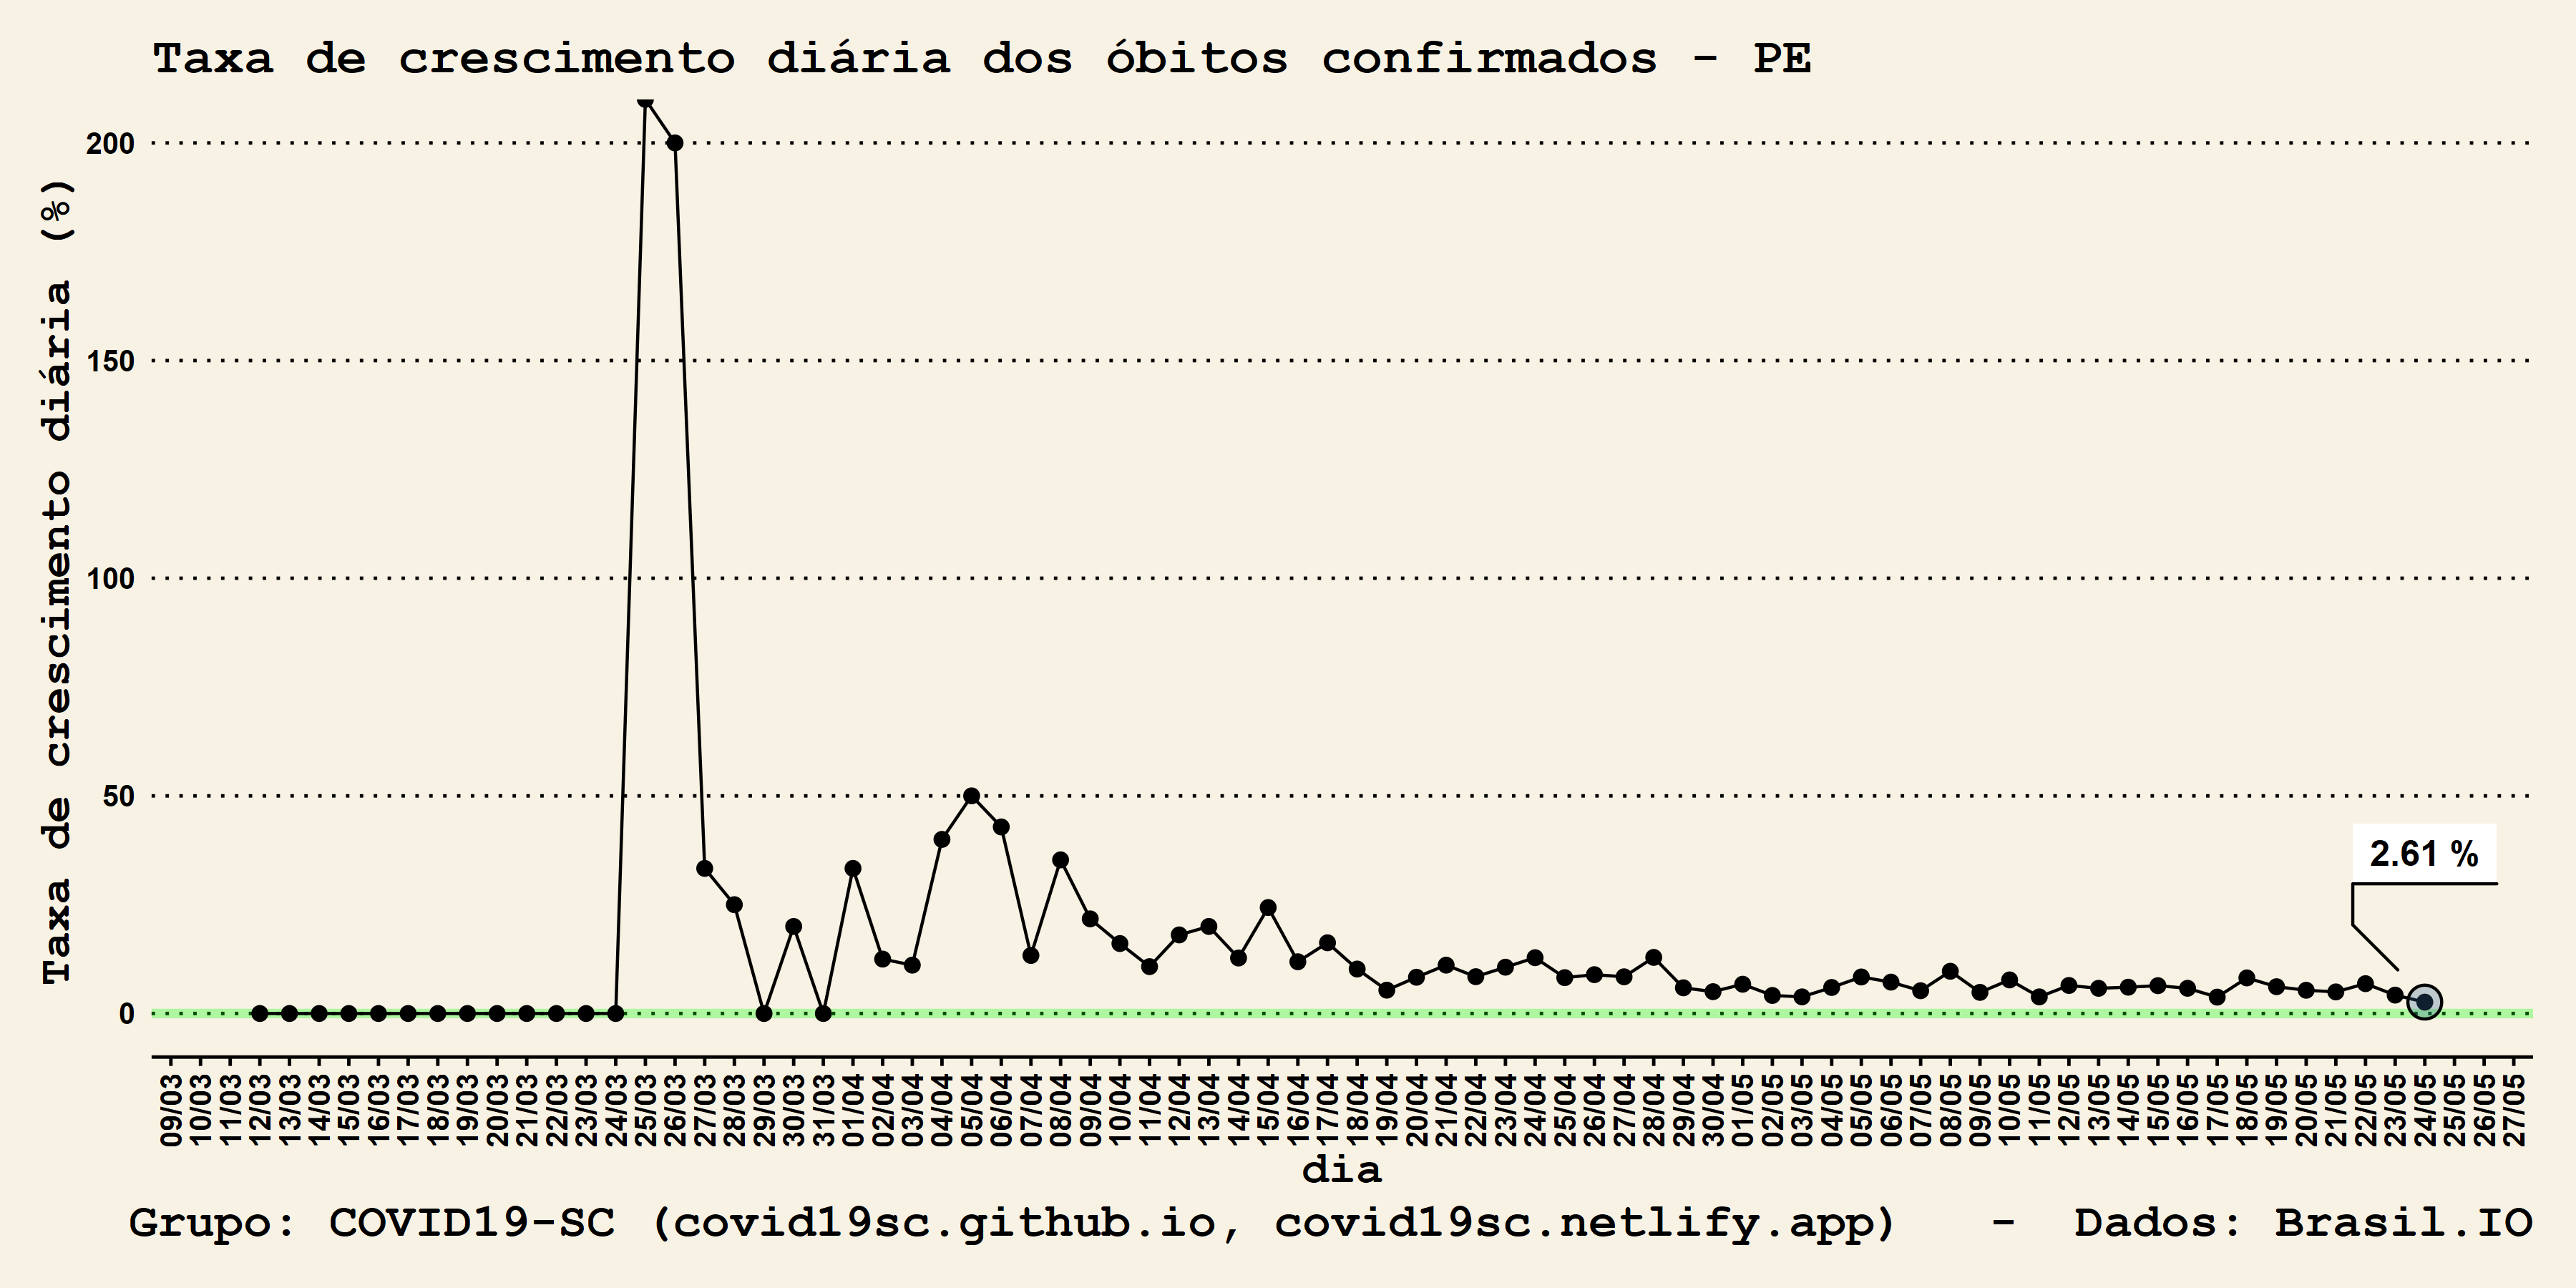 Taxa de crescimento diária dos óbitos confirmados - PE
Taxa de crescimento diária (%)
200
150
100
50
0
2.61 %
09/03 10/03 11/03 12/03 13/03 14/03 15/03 16/03 17/03 18/03 19/03 20/03 21/03 22/03 23/03 24/03 25/03 26/03 27/03 28/03 29/03 30/03 31/03 01/04 02/04 03/04 04/04 05/04 06/04 07/04 08/04 09/04 10/04 11/04 12/04 13/04 14/04 15/04 16/04 17/04 18/04 19/04 20/04 21/04 22/04 23/04 24/04 25/04 26/04 27/04 28/04 29/04 30/04 01/05 02/05 03/05 04/05 05/05 06/05 07/05 08/05 09/05 10/05 11/05 12/05 13/05 14/05 15/05 16/05 17/05 18/05 19/05 20/05 21/05 22/05 23/05 24/05 25/05 26/05 27/05
dia
Grupo: COVID19-SC (covid19sc.github.io, covid19sc.netlify.app) - Dados: Brasil.IO